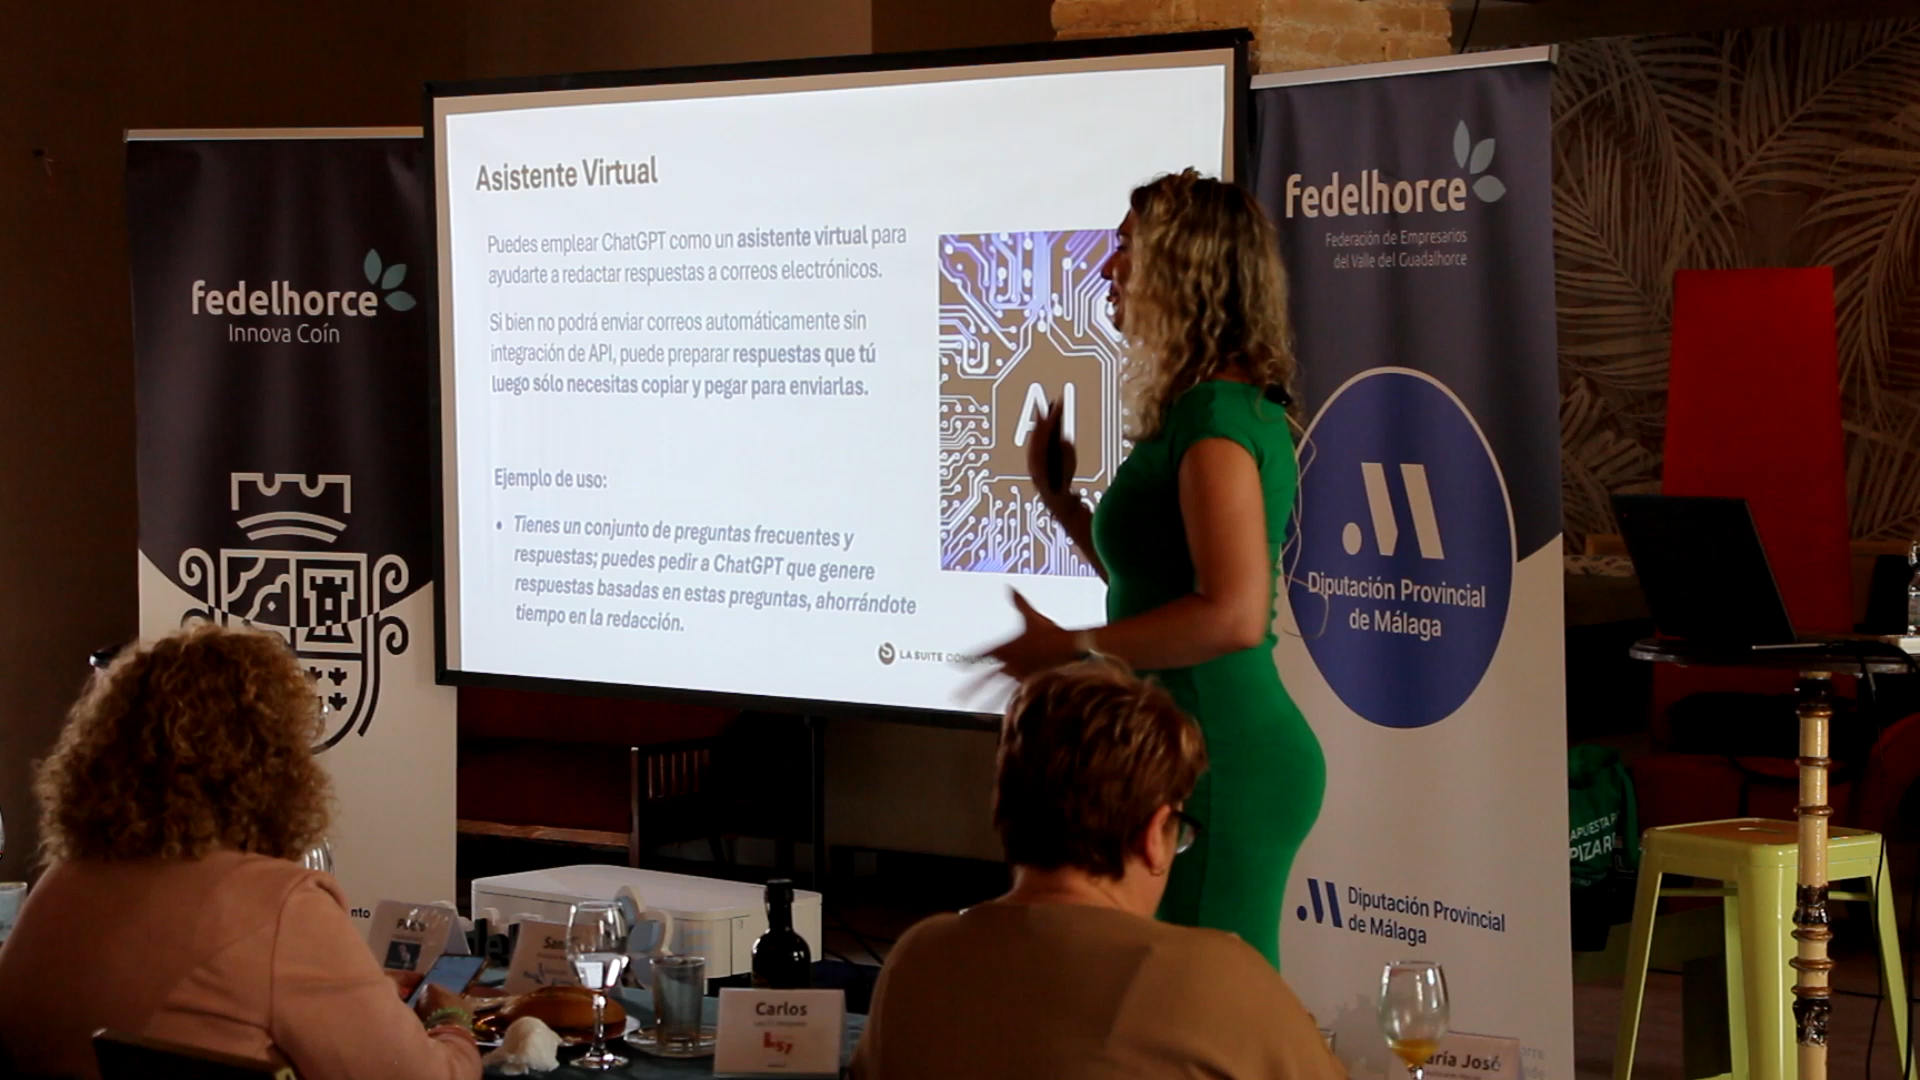 fedelhorce
Innova Coín
Asistente Virtual
Puedes emplear ChatGPT como un asistente virtual para
ayudarte a redactar respuestas a correos electrónicos.
Si bien no podrá enviar correos automáticamente sin
integración de API, puede preparar respuestas que tú
luego sólo necesitas copiar y pegar para enviarlas.
Ejemplo de uso:
• Tienes un conjunto de preguntas frecuentes y
respuestas; puedes pedir a ChatGPT que genere
respuestas basadas en estas preguntas, ahorrándote
tiempo en la redacción.
AI
LA SUITE
fedelhorce
Federación de Empresarios
del Valle del Guadalhorce
Diputación Provincial
de Málaga
Diputación Provincial
de Málaga
APUESTA P
PIZAR
nto
Carlos
aría José